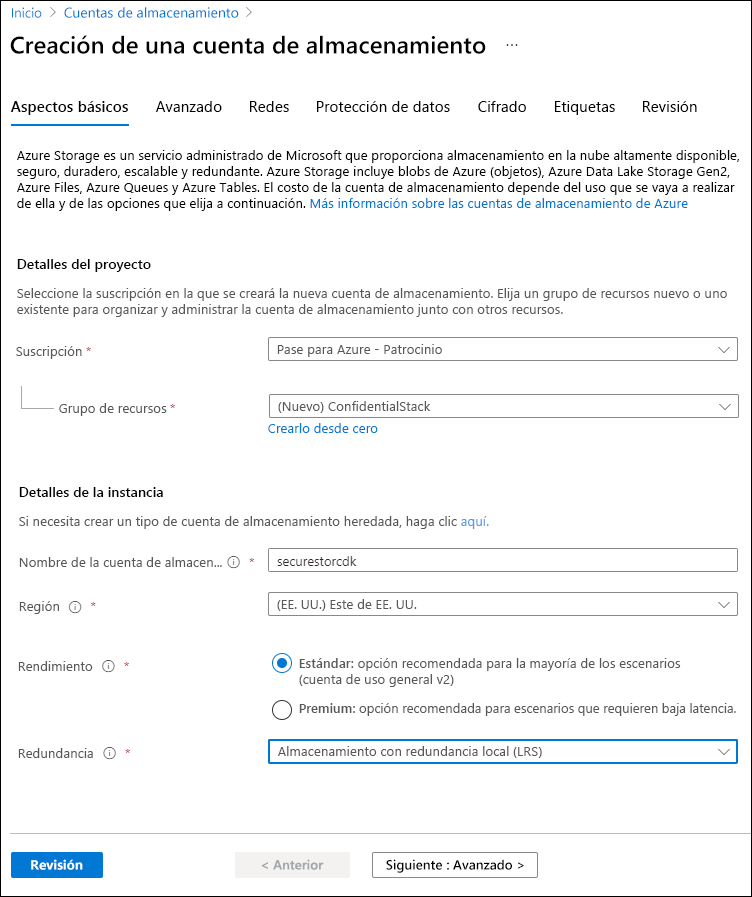 Inicio > Cuentas de almacenamiento >
Creación de una cuenta de almacenamiento ...
Aspectos básicos Avanzado Redes Protección de datos Cifrado Etiquetas Revisión
Azure Storage es un servicio administrado de Microsoft que proporciona almacenamiento en la nube altamente disponible,
seguro, duradero, escalable y redundante. Azure Storage incluye blobs de Azure (objetos), Azure Data Lake Storage Gen2,
Azure Files, Azure Queues y Azure Tables. El costo de la cuenta de almacenamiento depende del uso que se vaya a realizar
de ella y de las opciones que elija a continuación. Más información sobre las cuentas de almacenamiento de Azure
Detalles del proyecto
Seleccione la suscripción en la que se creará la nueva cuenta de almacenamiento. Elija un grupo de recursos nuevo o uno
existente para organizar y administrar la cuenta de almacenamiento junto con otros recursos.
Suscripción * Pase para Azure - Patrocinio
Grupo de recursos * (Nuevo) ConfidentialStack
Crearlo desde cero
Detalles de la instancia
Si necesita crear un tipo de cuenta de almacenamiento heredada, haga clic aquí.
Nombre de la cuenta de almacen... * securestorcdk
Región * (EE. UU.) Este de EE. UU.
Rendimiento * Estándar: opción recomendada para la mayoría de los escenarios
(cuenta de uso general v2)
Premium: opción recomendada para escenarios que requieren baja latencia.
Redundancia * Almacenamiento con redundancia local (LRS)
Revisión < Anterior Siguiente : Avanzado >